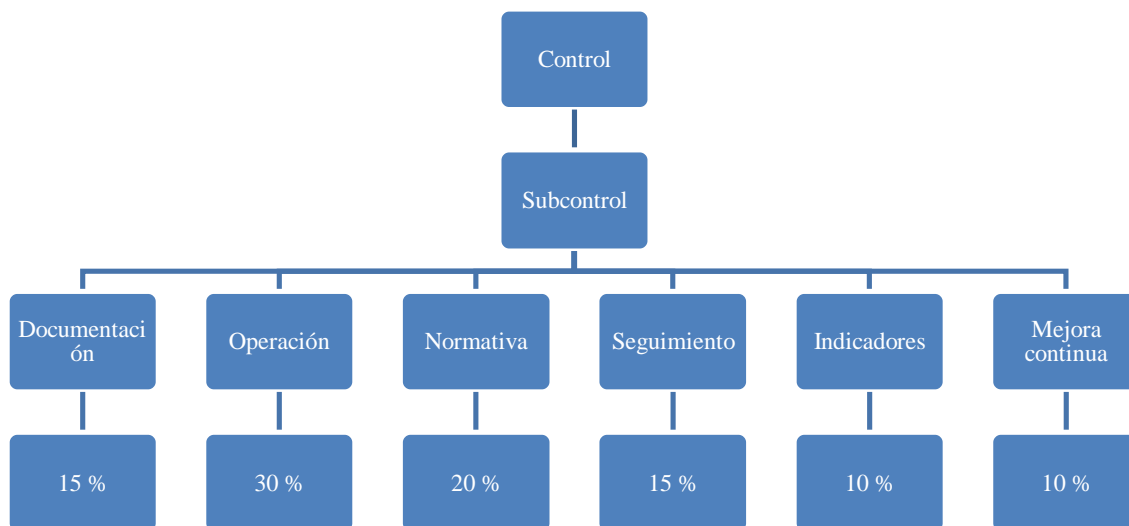 Control
Subcontrol
Documentaci
ón
Operación
Normativa
Seguimiento
Indicadores
Mejora
continua
15 %
30 %
20 %
15 %
10 %
10 %